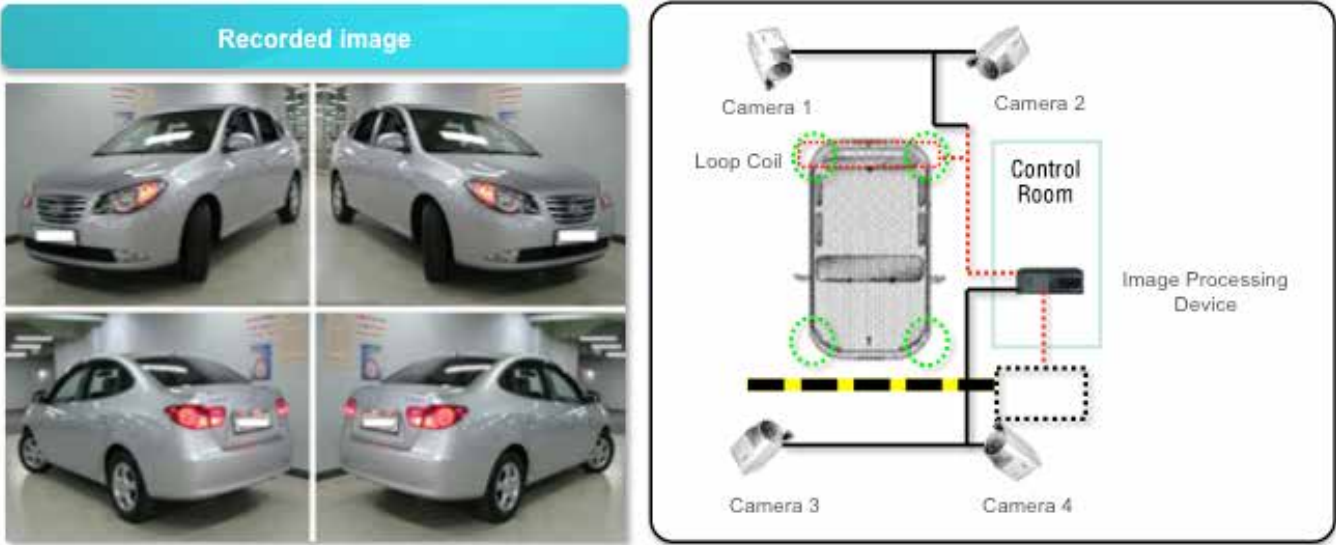 Recorded image
Camera 1
Camera 2
Loop Coil
Control
Room
Image Processing
Device
Camera 3
Camera 4